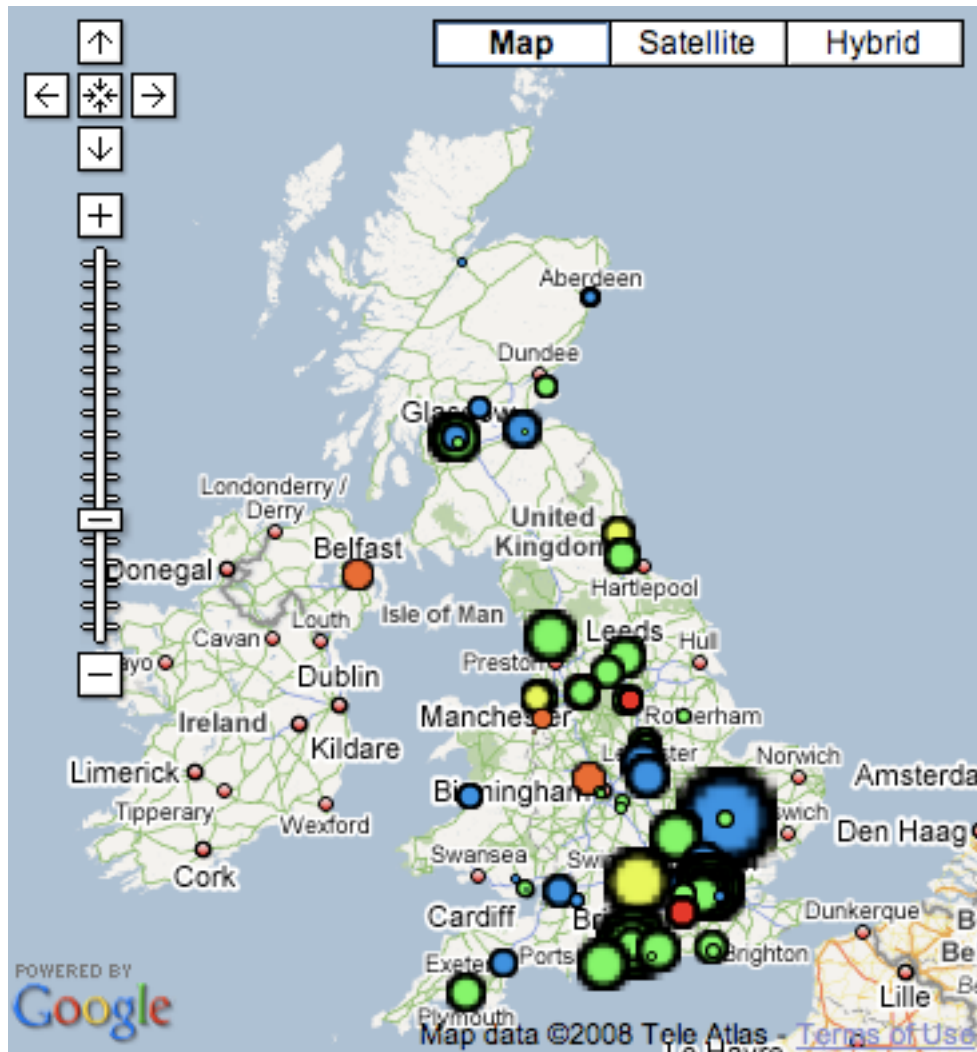 Map Satellite Hybrid
Aberdeen
Dundee
Londonderry /
Derry
United
Kingdom
Belfast
Donegal
Hartlepool
Isle of Man
Louth
Leeds
Cavan
Hull
Preston
Dublin
Manchester
Ireland
Kildare
Norwich
Limerick
Birmingham
Amsterda
Tipperary
Wexford
Den Haag
Swansea
Cork
Cardiff
Dunkerque
Brighton
Exeter
Ports
Lille
Plymouth
POWERED BY
Google
Map data ©2008 Tele Atlas - Terms of Use